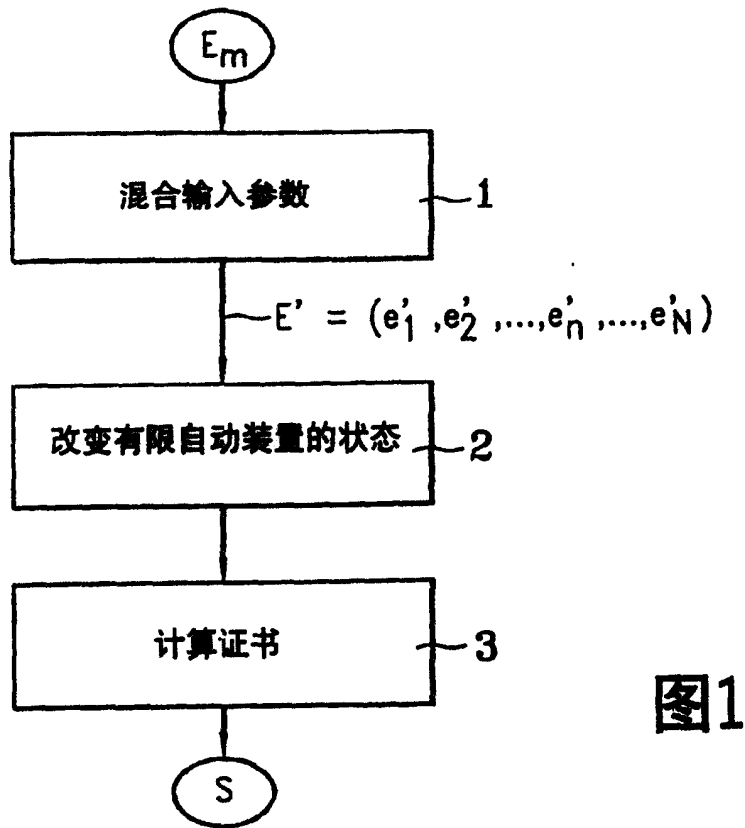 Em
混合输入参数
1
E' = (e'1 ,e'2 ,...,e'n ,...,e'N)
改变有限自动装置的状态
2
计算证书
3
S
图1